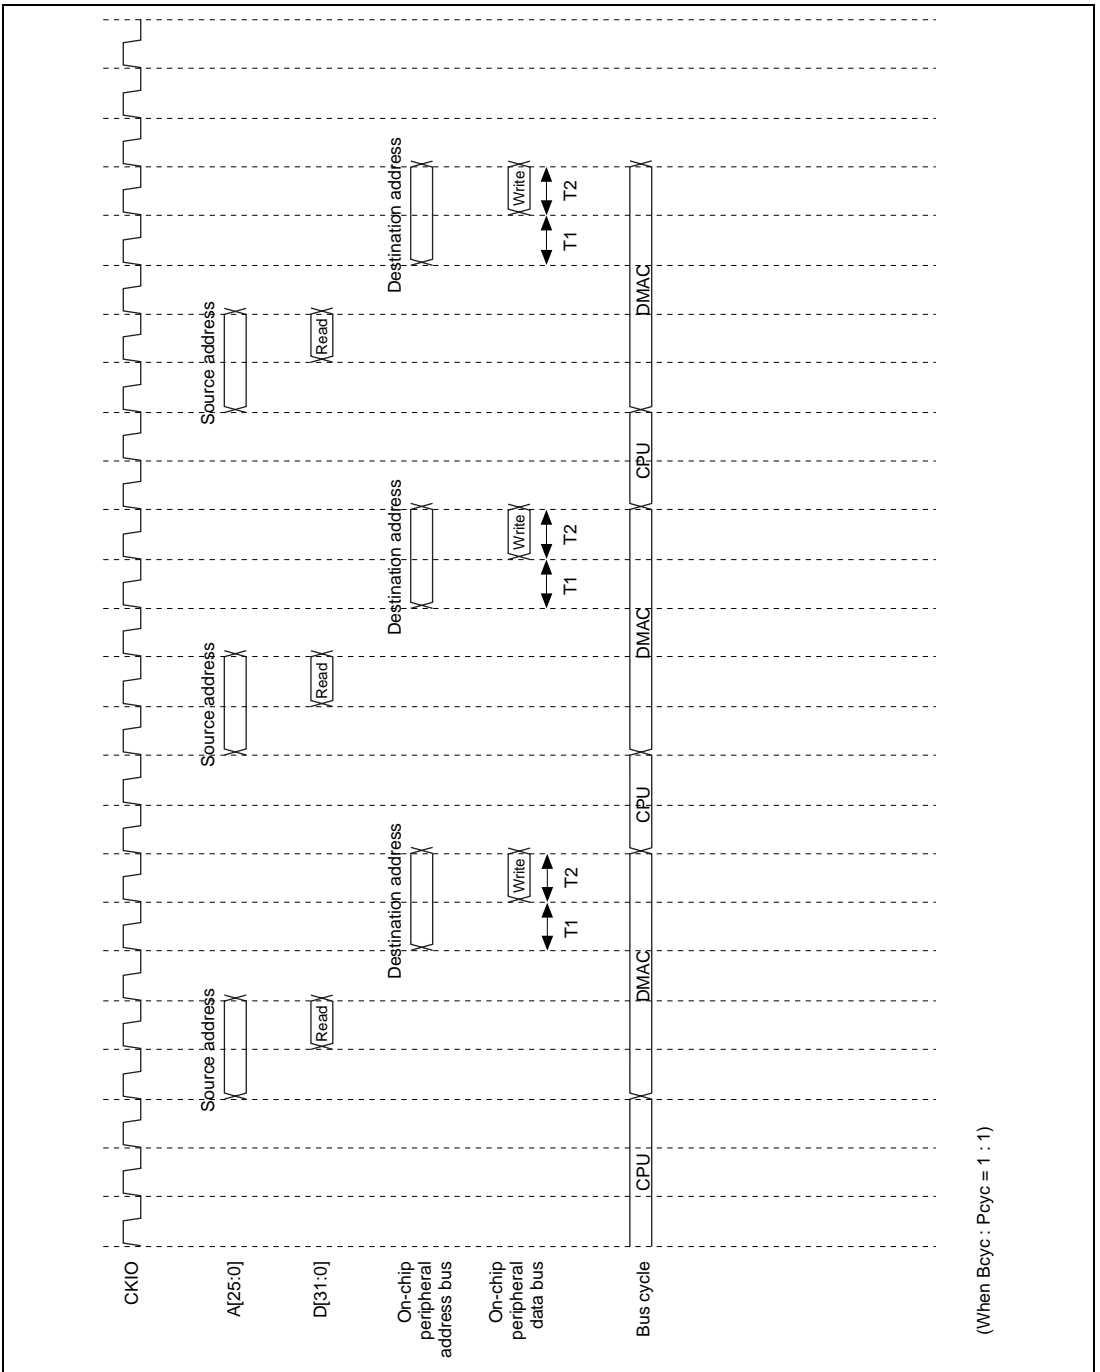 CKIO
A[25:0]
Source address
Source address
Source address
D[31:0]
Read
Read
Read
On-chip
peripheral
address bus
Destination address
Destination address
Destination address
On-chip
peripheral
data bus
Write
Write
Write
T1
T2
T1
T2
T1
T2
Bus cycle
CPU
DMAC
CPU
DMAC
CPU
DMAC
(When Bcyc : Pcyc = 1 : 1)